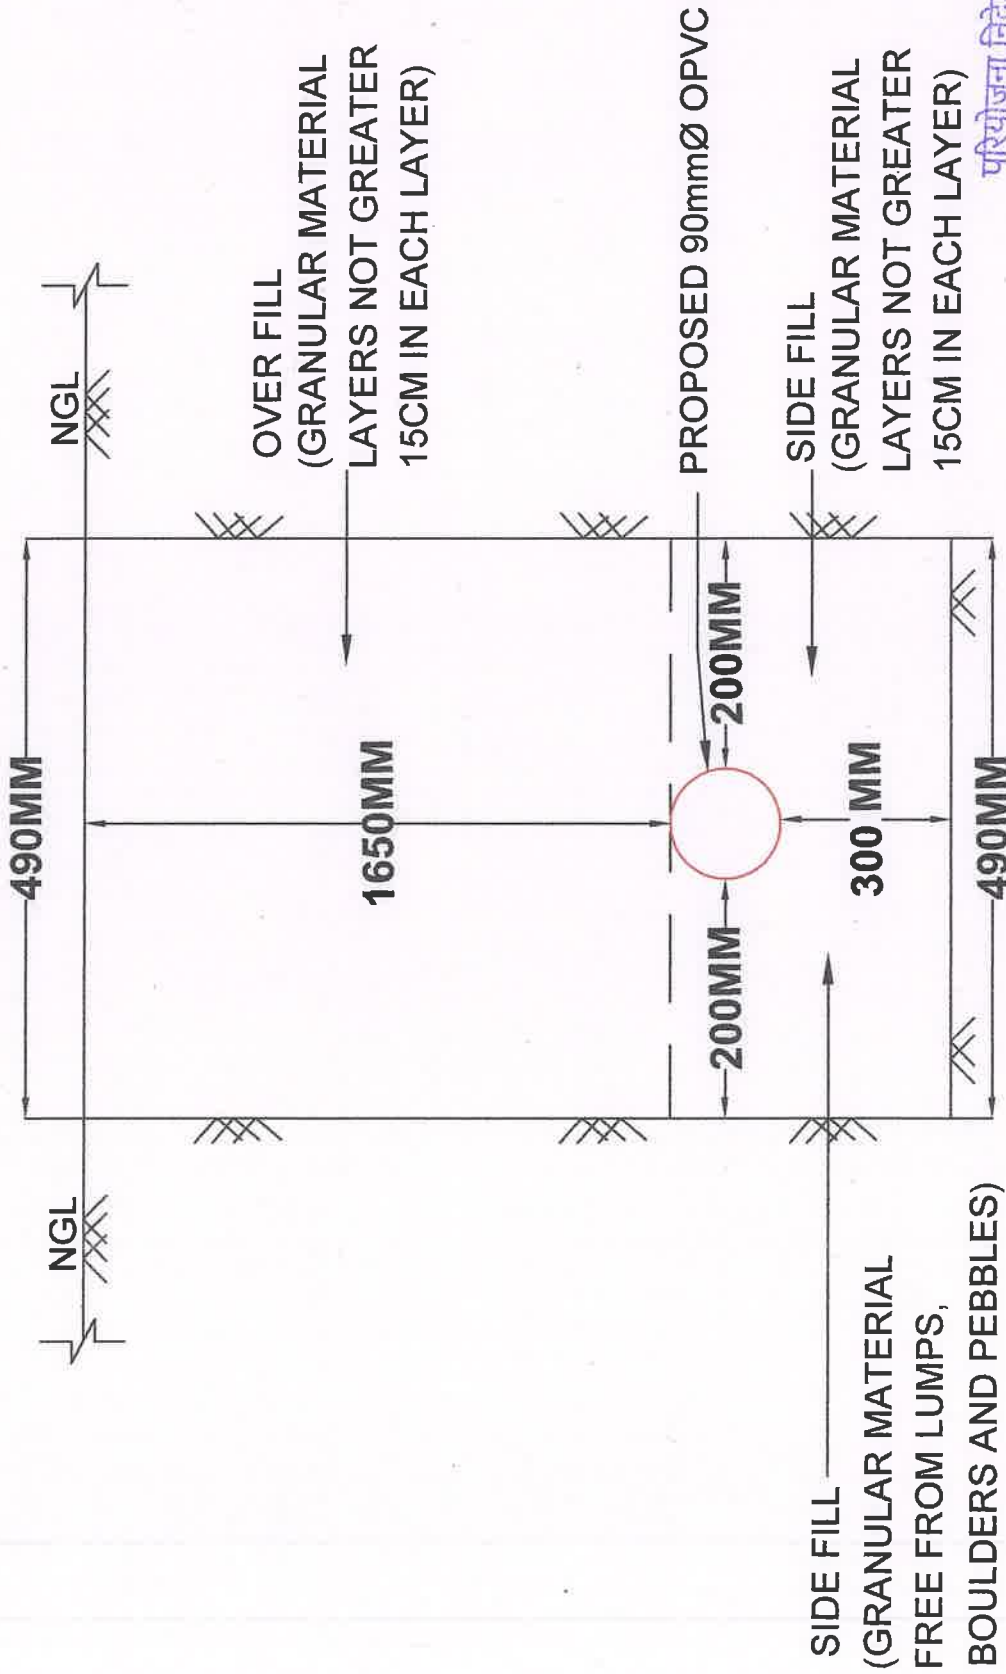 490MM
NGL
NGL
OVER FILL
(GRANULAR MATERIAL
LAYERS NOT GREATER
15CM IN EACH LAYER)
1650MM
PROPOSED 90mmØ OPVC
200MM
200MM
SIDE FILL
(GRANULAR MATERIAL
LAYERS NOT GREATER
15CM IN EACH LAYER)
300 MM
SIDE FILL
(GRANULAR MATERIAL
FREE FROM LUMPS,
BOULDERS AND PEBBLES)
490MM
परियोजना